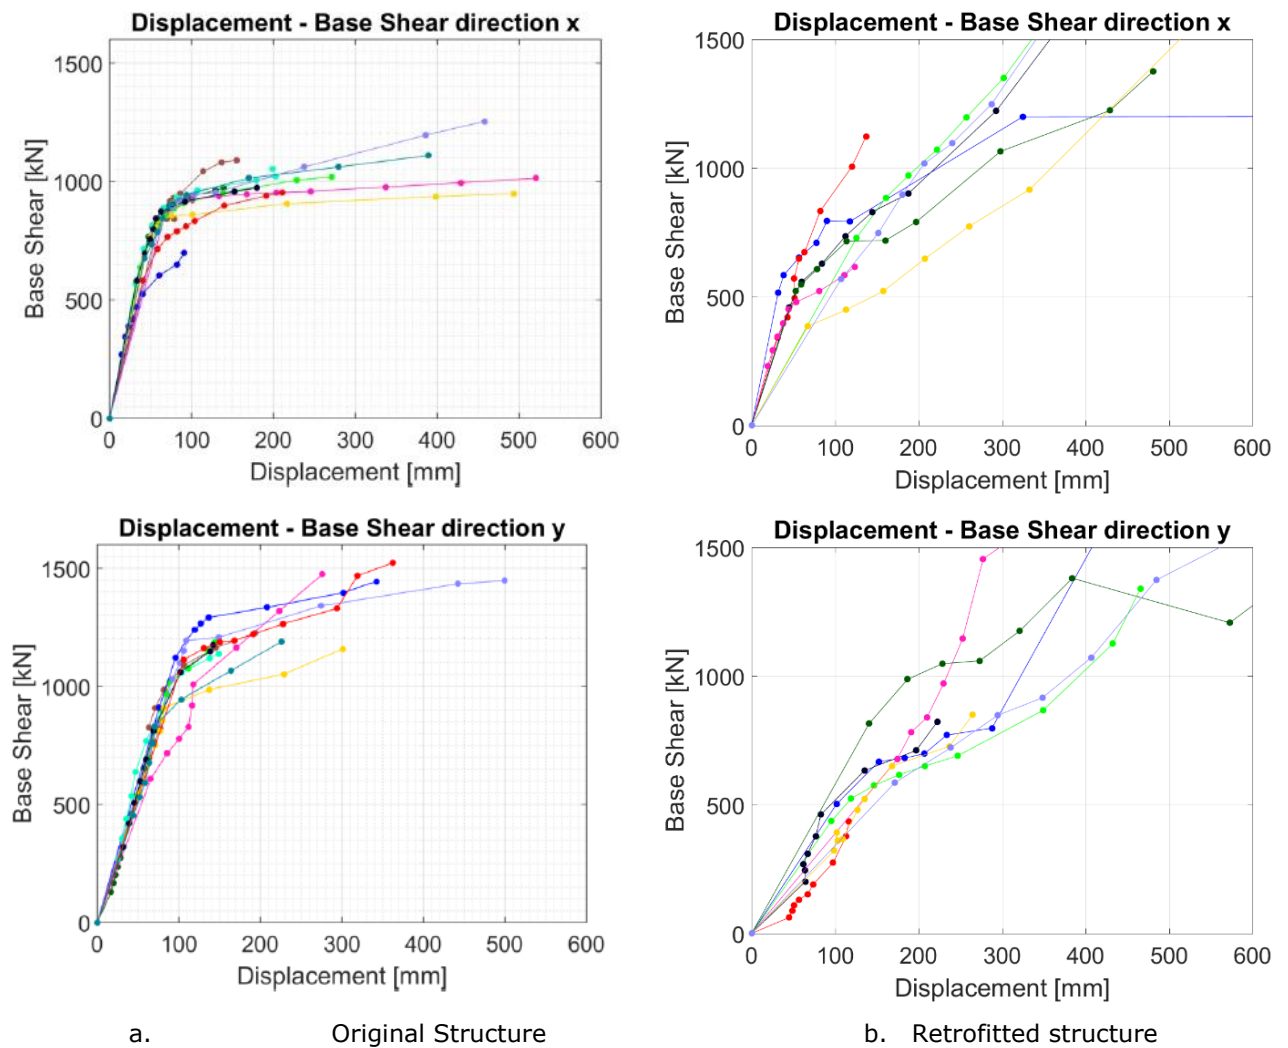 Displacement - Base Shear direction x
1500
1000
500
0
Base Shear [kN]
0 100 200 300 400 500 600
Displacement [mm]
Displacement - Base Shear direction x
1500
1000
500
0
Base Shear [kN]
0 100 200 300 400 500 600
Displacement [mm]
Displacement - Base Shear direction y
1500
1000
500
0
Base Shear [kN]
0 100 200 300 400 500 600
Displacement [mm]
Displacement - Base Shear direction y
1500
1000
500
0
Base Shear [kN]
0 100 200 300 400 500 600
Displacement [mm]
a. Original Structure
b. Retrofitted structure